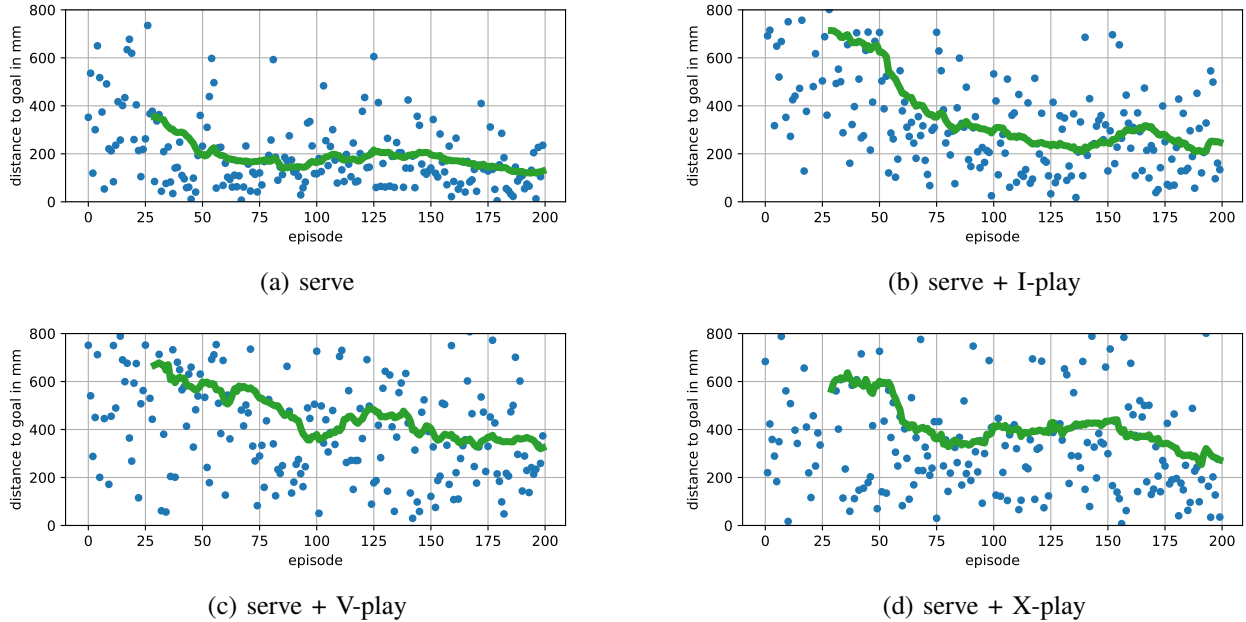 800
600
400
200
0
distance to goal in mm
0 25 50 75 100 125 150 175 200
episode
(a) serve
800
600
400
200
0
distance to goal in mm
0 25 50 75 100 125 150 175 200
episode
(b) serve + I-play
800
600
400
200
0
distance to goal in mm
0 25 50 75 100 125 150 175 200
episode
(c) serve + V-play
800
600
400
200
0
distance to goal in mm
0 25 50 75 100 125 150 175 200
episode
(d) serve + X-play